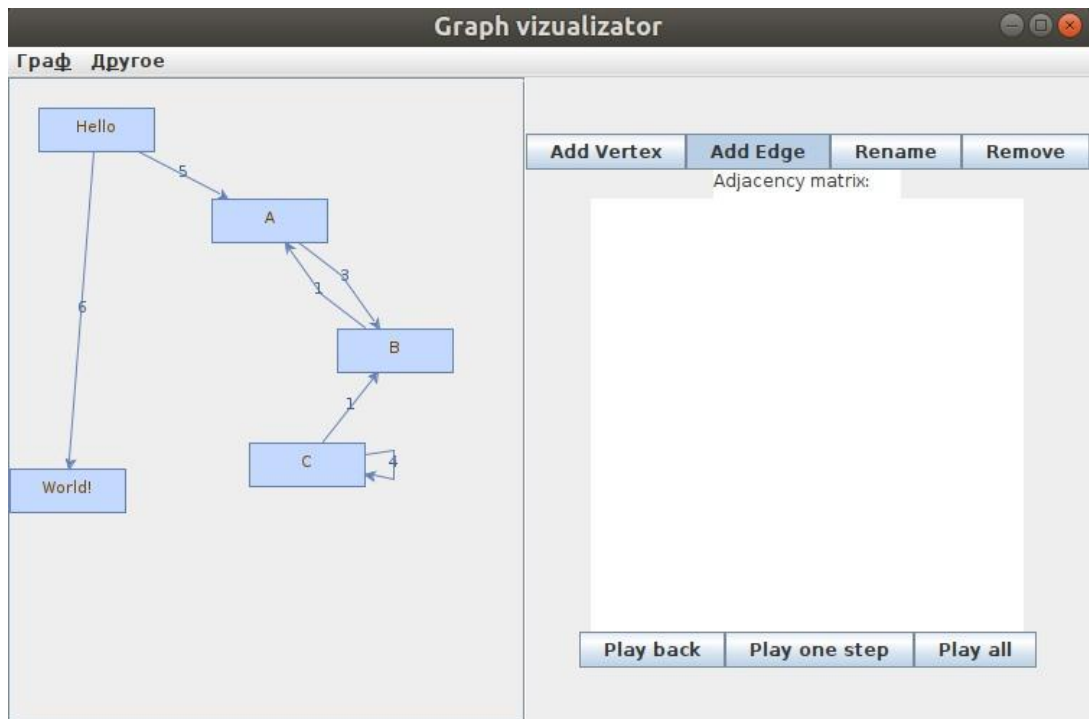 Graph vizualizator
Граф Другое
Hello
5
A
6
3
1
B
1
C
4
World!
Add Vertex Add Edge Rename Remove
Adjacency matrix:
Play back Play one step Play all